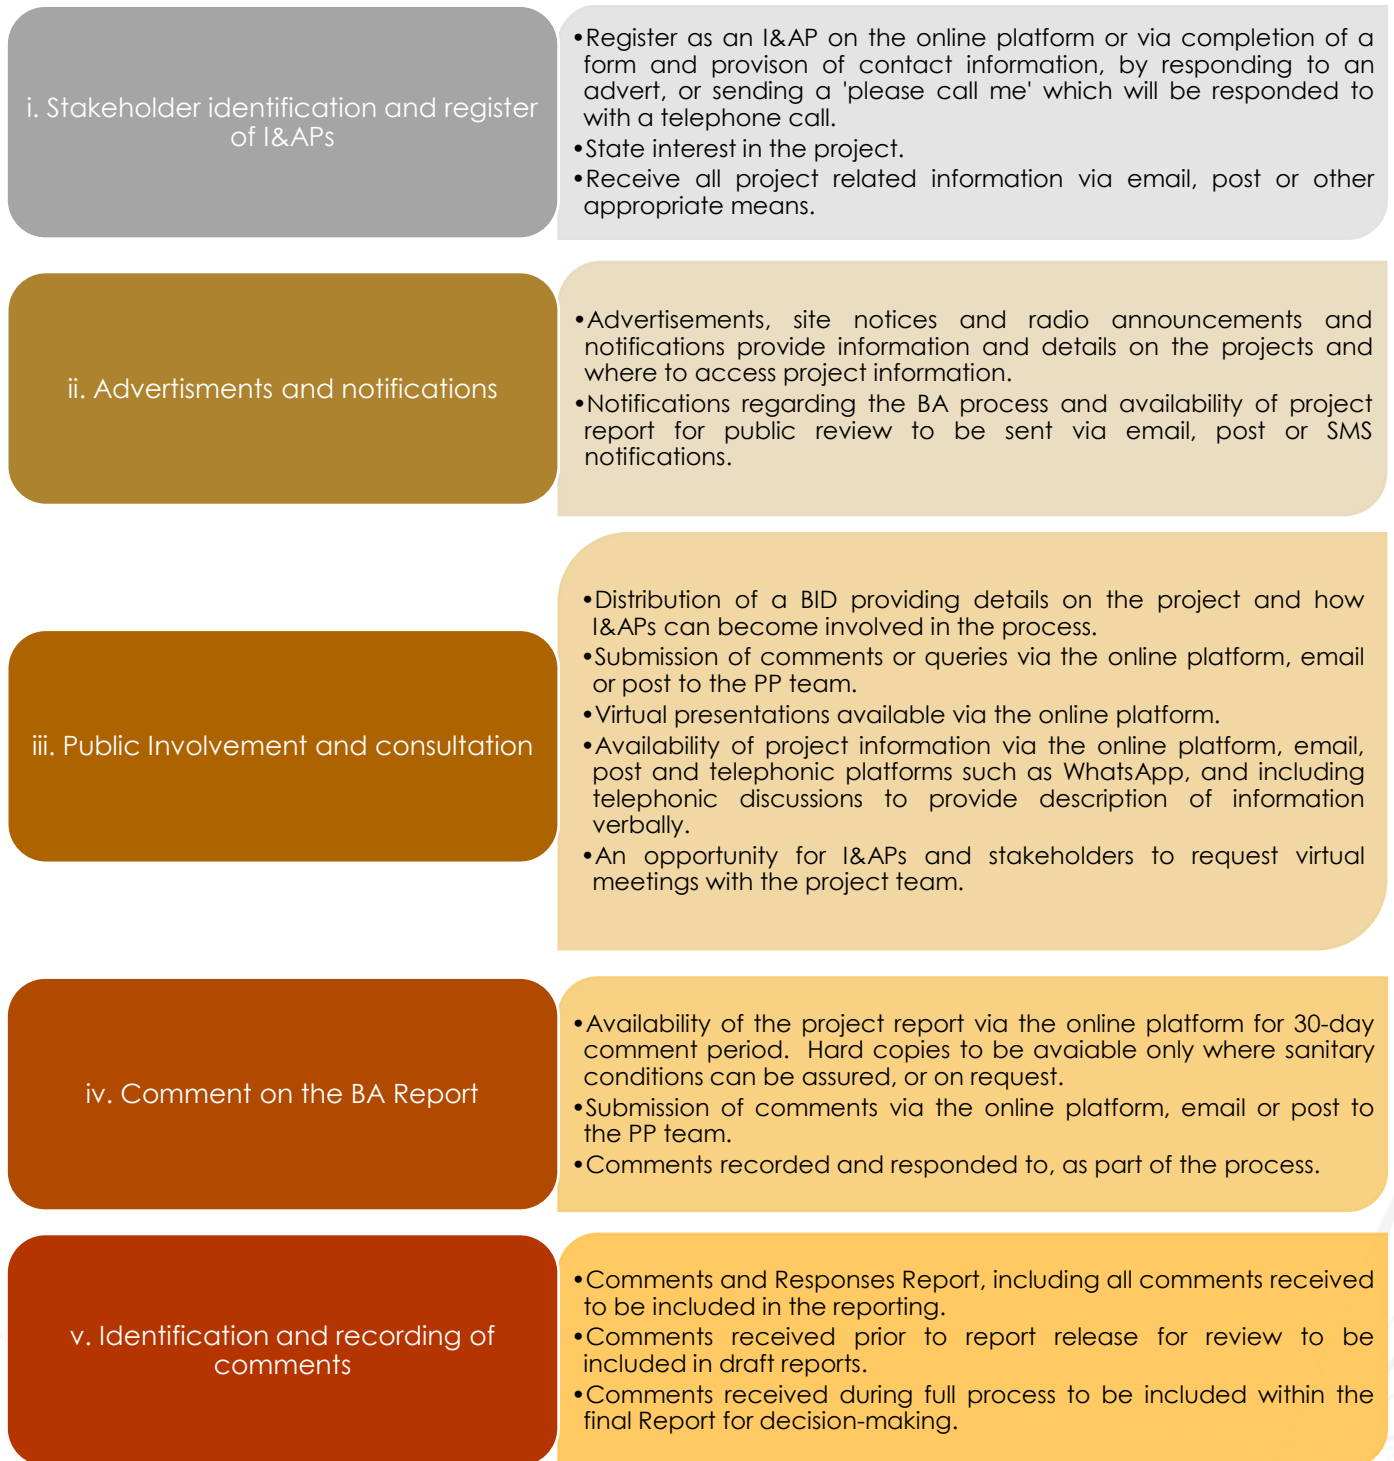 i. Stakeholder identification and register
of I&APs
•Register as an I&AP on the online platform or via completion of a
form and provison of contact information, by responding to an
advert, or sending a 'please call me' which will be responded to
with a telephone call.
•State interest in the project.
•Receive all project related information via email, post or other
appropriate means.
ii. Advertisments and notifications
•Advertisements, site notices and radio announcements and
notifications provide information and details on the projects and
where to access project information.
•Notifications regarding the BA process and availability of project
report for public review to be sent via email, post or SMS
notifications.
iii. Public Involvement and consultation
•Distribution of a BID providing details on the project and how
I&APs can become involved in the process.
•Submission of comments or queries via the online platform, email
or post to the PP team.
•Virtual presentations available via the online platform.
•Availability of project information via the online platform, email,
post and telephonic platforms such as WhatsApp, and including
telephonic discussions to provide description of information
verbally.
•An opportunity for I&APs and stakeholders to request virtual
meetings with the project team.
iv. Comment on the BA Report
•Availability of the project report via the online platform for 30-day
comment period. Hard copies to be avaiable only where sanitary
conditions can be assured, or on request.
•Submission of comments via the online platform, email or post to
the PP team.
•Comments recorded and responded to, as part of the process.
v. Identification and recording of
comments
•Comments and Responses Report, including all comments received
to be included in the reporting.
•Comments received prior to report release for review to be
included in draft reports.
•Comments received during full process to be included within the
final Report for decision-making.